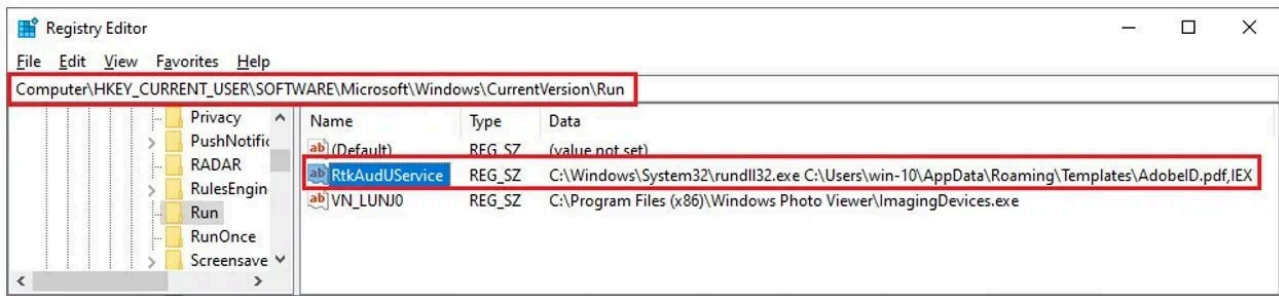 Registry Editor
File Edit View Favorites Help
Computer\HKEY_CURRENT_USER\SOFTWARE\Microsoft\Windows\CurrentVersion\Run
Privacy
PushNotific
RADAR
RulesEngin
Run
RunOnce
Screensave
Name Type Data
(Default) REG_SZ (value not set)
RtkAudUService REG_SZ C:\Windows\System32\rundll32.exe C:\Users\win-10\AppData\Roaming\Templates\AdobeID.pdf,IEX
VN_LUNJ0 REG_SZ C:\Program Files (x86)\Windows Photo Viewer\ImagingDevices.exe